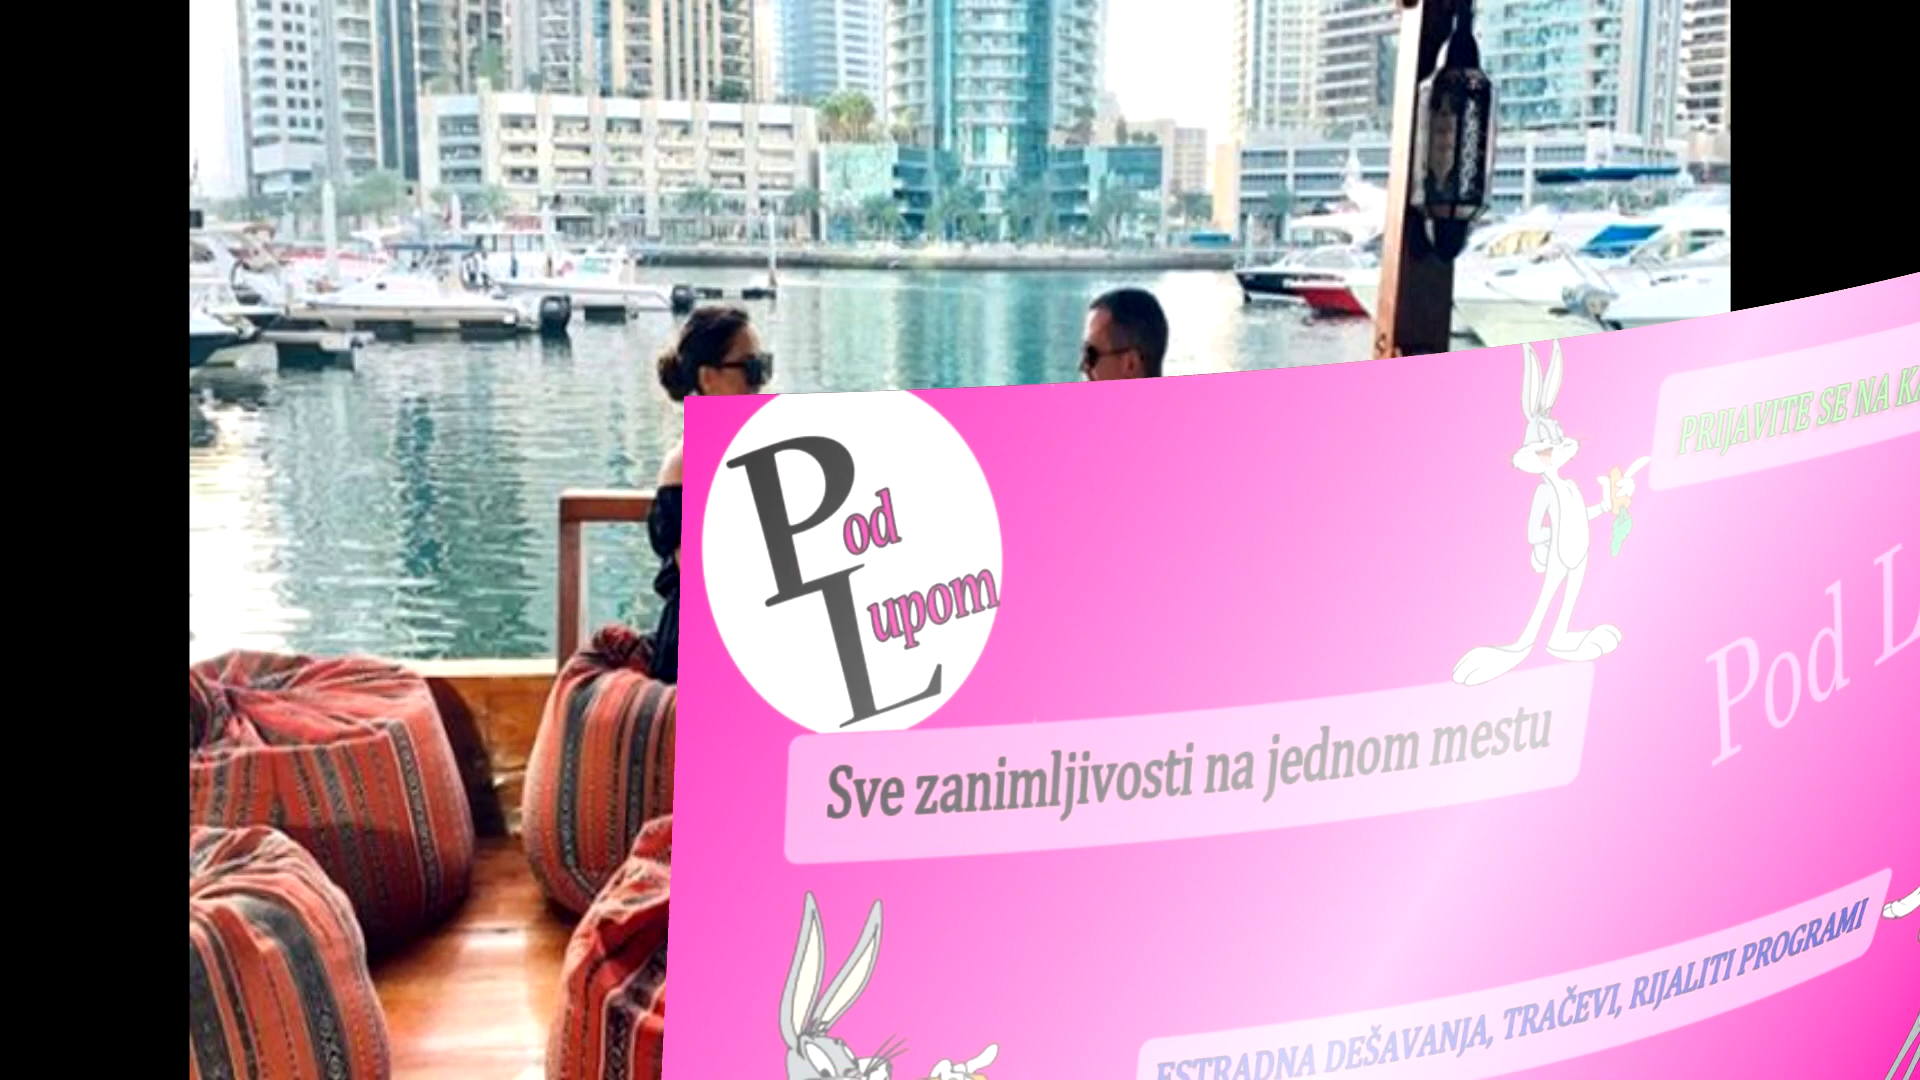 Pod
Lupom
PRIJAVITE SE NA
Pod L
Sve zanimljivosti na jednom mestu
ESTRADNA DEŠAVANJA, TRAČEVI, RIJALITI PROGRAMI